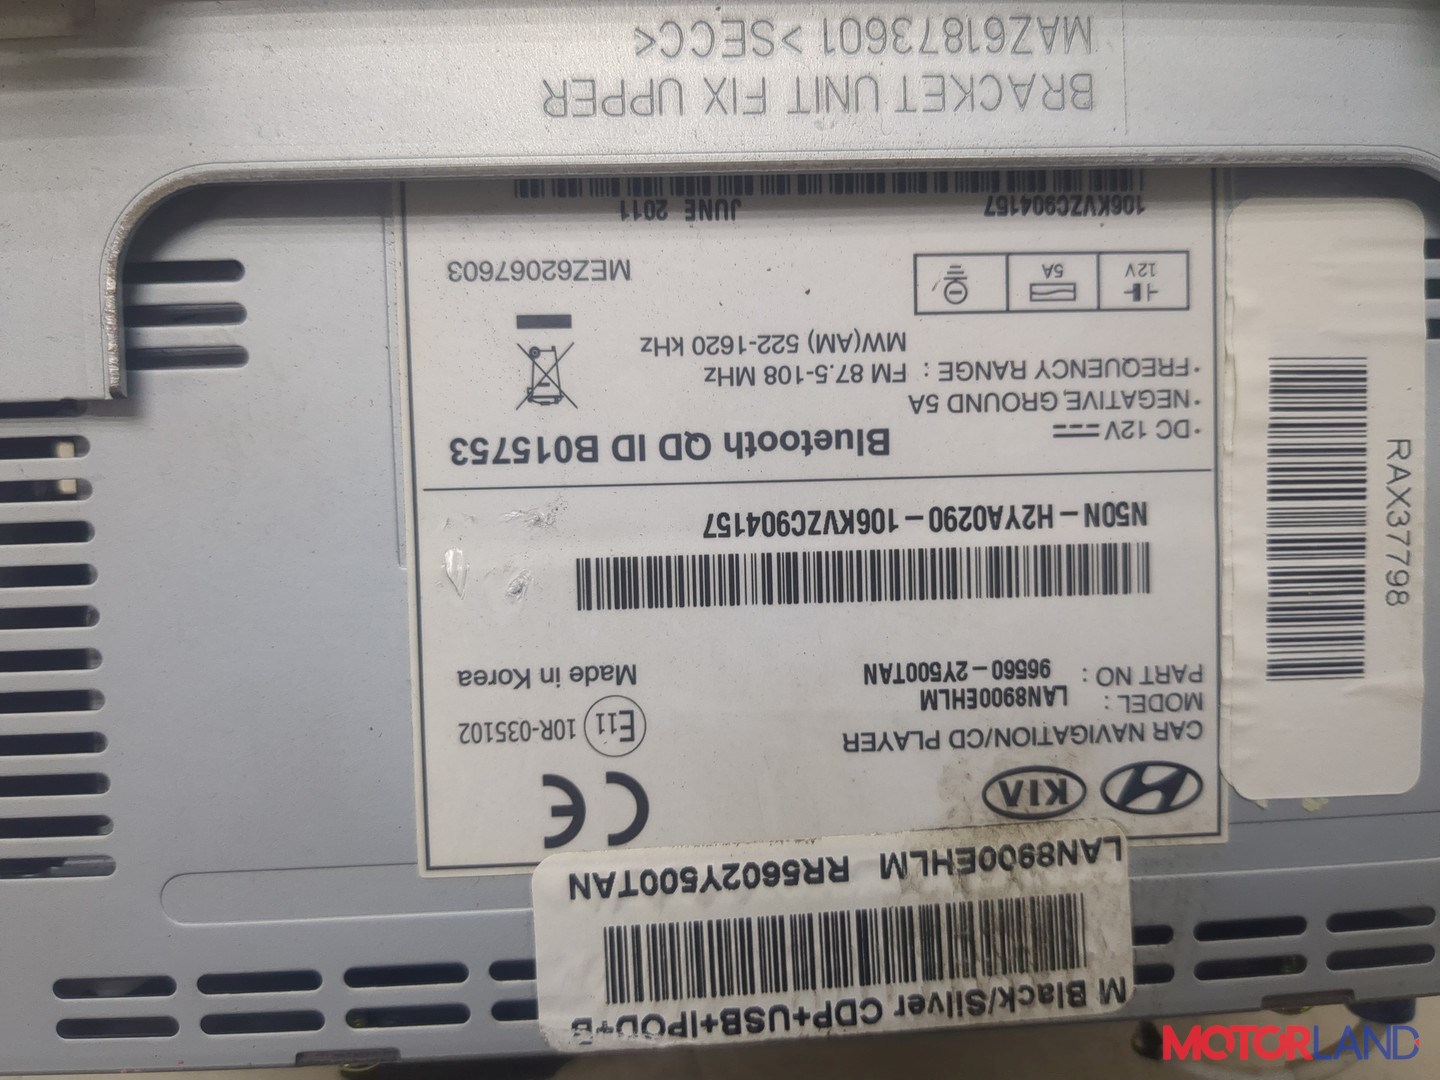 M Black/Silver CDP+USB+IPOD+B
LAN8900EHLM RR5602Y500TAN
KIA
CE
CAR NAVIGATION/CD PLAYER
MODEL : LAN8900EHLM
PART NO : 96560-2Y500TAN
E11 10R-035102
Made in Korea
N50N-H2YA0290-106KVZC904157
Bluetooth QD ID B015753
•DC 12V
•NEGATIVE GROUND 5A
•FREQUENCY RANGE : FM 87.5-108 MHz
MW(AM) 522-1620 kHz
12V
5A
MEZ62067603
106KVZC904157 JUNE 2011
RAX37798
BRACKET UNIT FIX UPPER
MAZ61873601 >SECC<
MOTORLAND